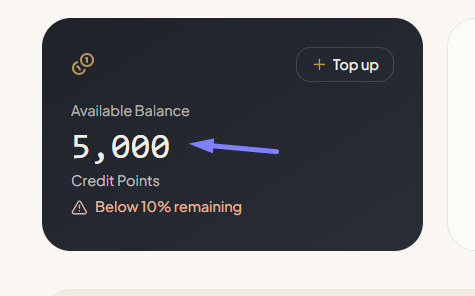 Top up
Available Balance
5,000
Credit Points
Below 10% remaining